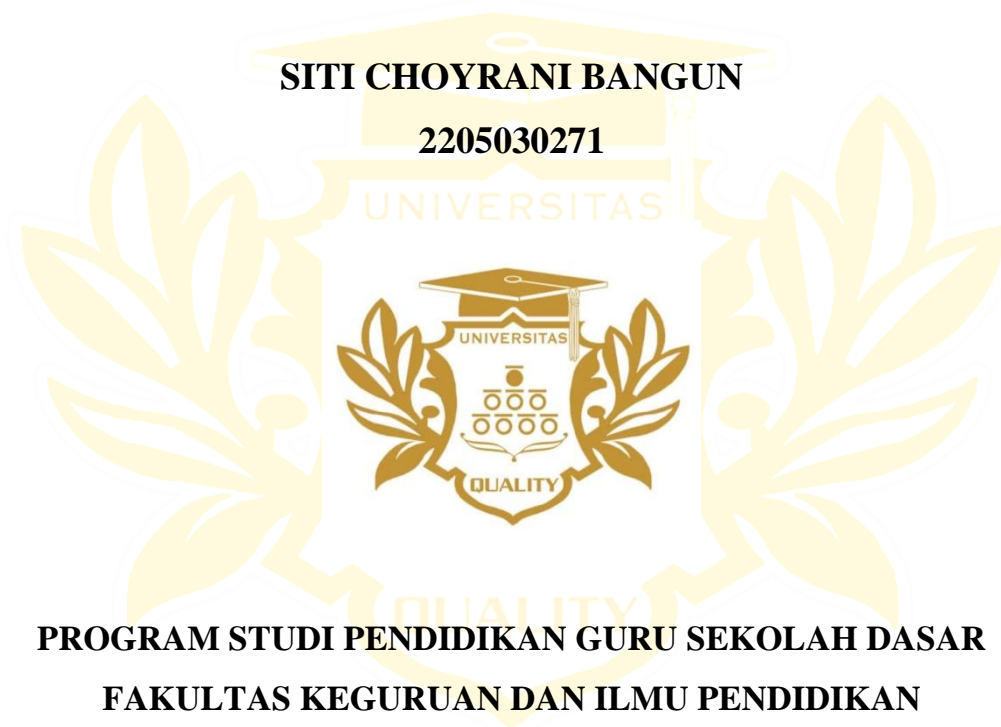 SITI CHOYRANI BANGUN
2205030271
UNIVERSITAS
UNIVERSITAS
QUALITY
QUALITY
PROGRAM STUDI PENDIDIKAN GURU SEKOLAH DASAR
FAKULTAS KEGURUAN DAN ILMU PENDIDIKAN